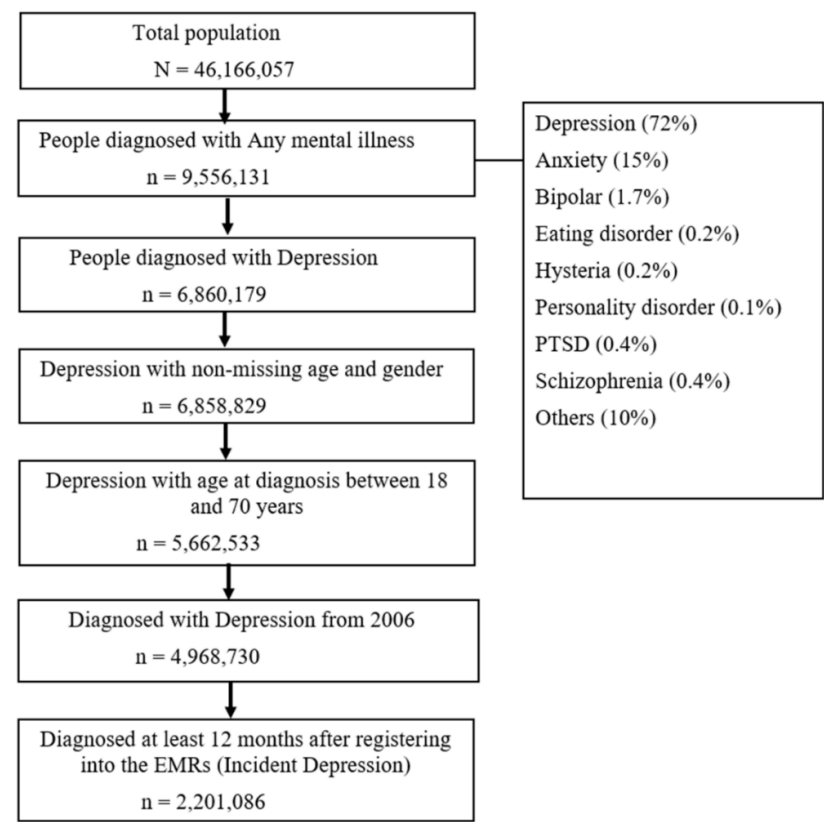 Total population
N = 46,166,057
People diagnosed with Any mental illness
n = 9,556,131
Depression (72%)
Anxiety (15%)
Bipolar (1.7%)
Eating disorder (0.2%)
Hysteria (0.2%)
Personality disorder (0.1%)
PTSD (0.4%)
Schizophrenia (0.4%)
Others (10%)
People diagnosed with Depression
n = 6,860,179
Depression with non-missing age and gender
n = 6,858,829
Depression with age at diagnosis between 18
and 70 years
n = 5,662,533
Diagnosed with Depression from 2006
n = 4,968,730
Diagnosed at least 12 months after registering
into the EMRs (Incident Depression)
n = 2,201,086